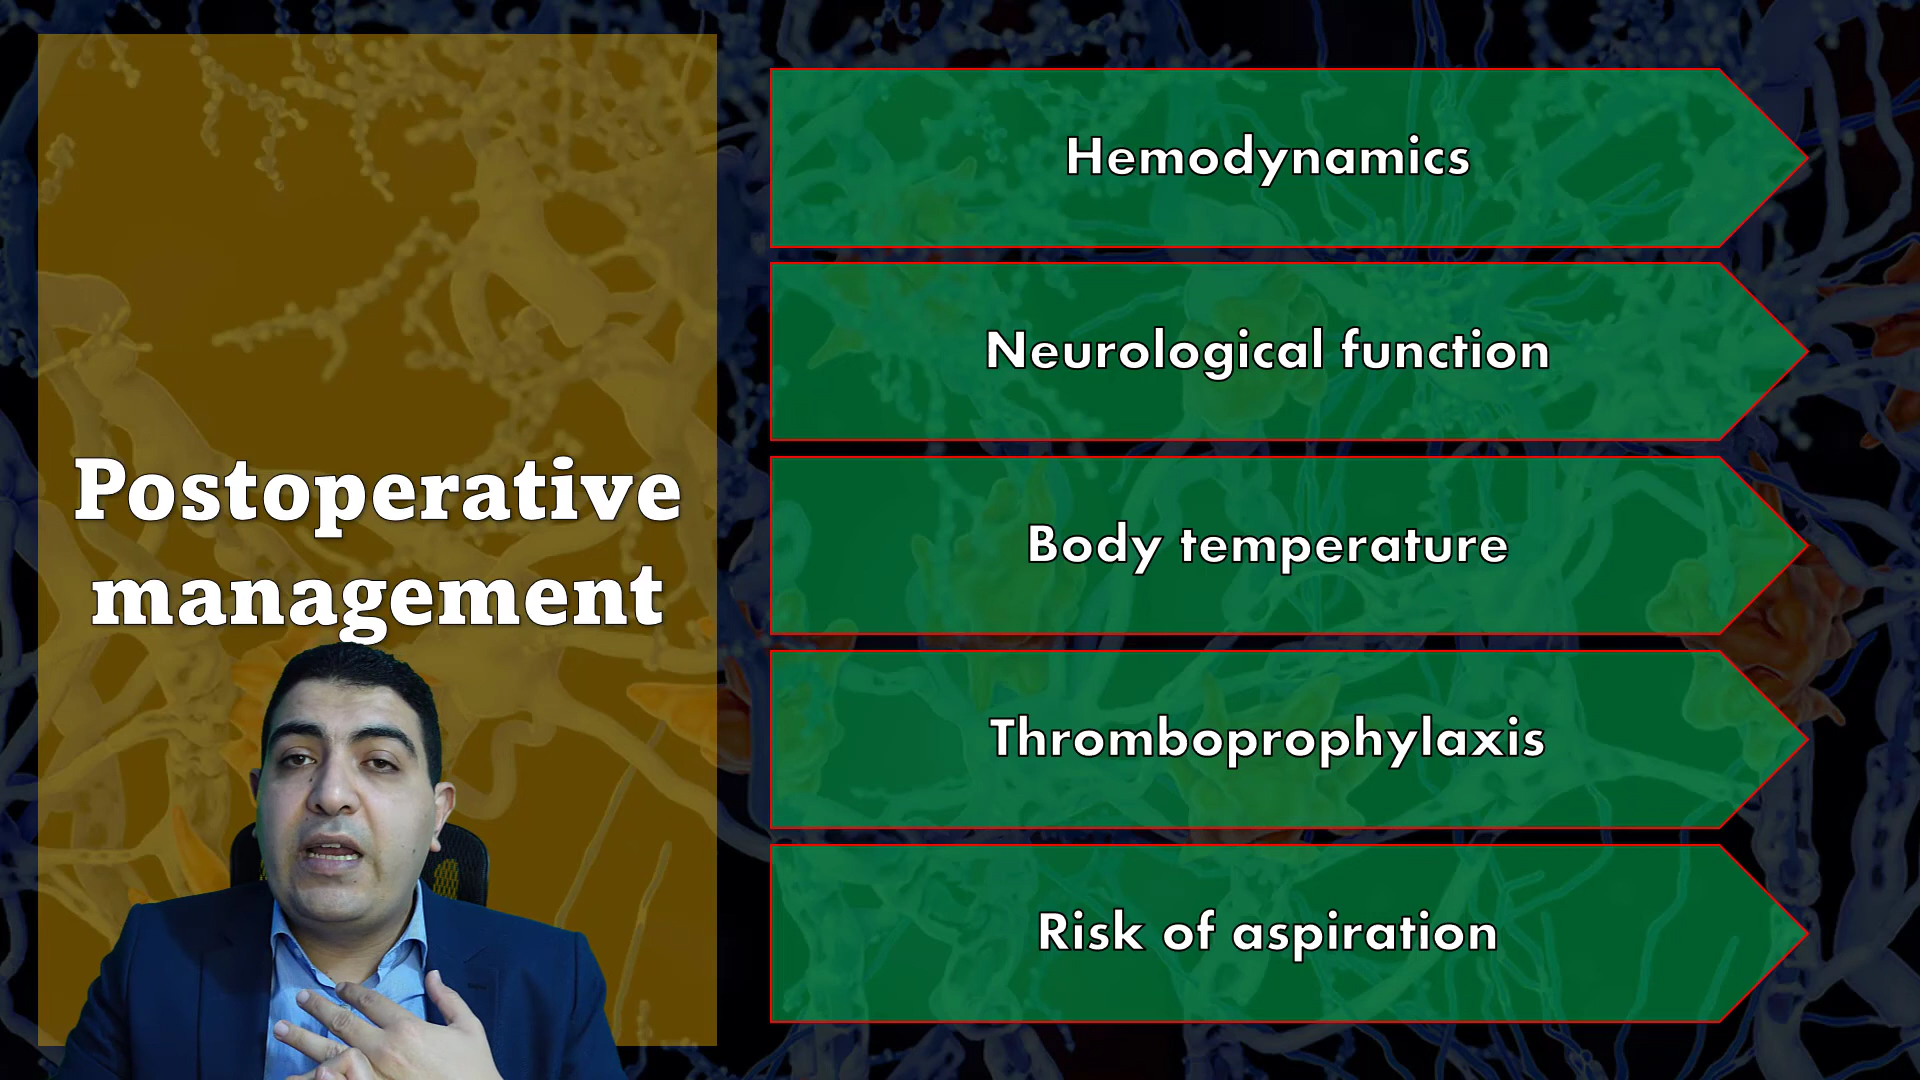 Postoperative
management
Hemodynamics
Neurological function
Body temperature
Thromboprophylaxis
Risk of aspiration